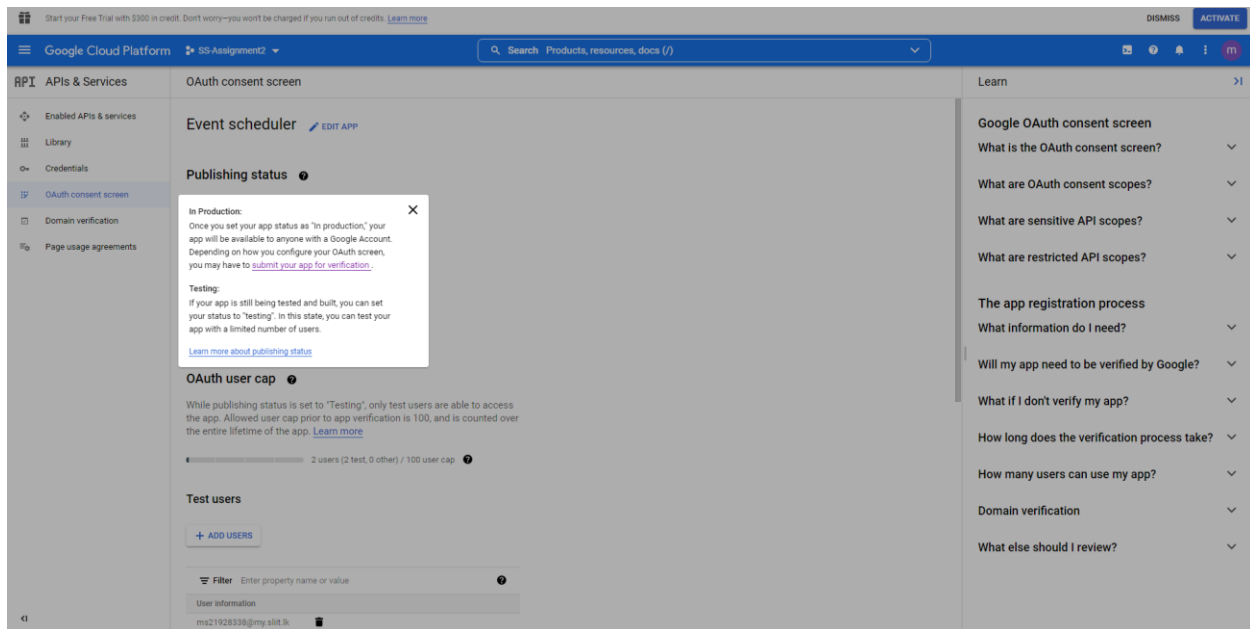 Start your Free Trial with $300 in credit. Don't worry—you won't be charged if you run out of credits. Learn more
DISMISS
ACTIVATE
Google Cloud Platform
SS-Assignment2
Search Products, resources, docs (/)
m
API APIs & Services
Enabled APIs & services
Library
Credentials
OAuth consent screen
Domain verification
Page usage agreements
OAuth consent screen
Event scheduler
EDIT APP
Publishing status
In Production:
Once you set your app status as "In production," your
app will be available to anyone with a Google Account.
Depending on how you configure your OAuth screen,
you may have to submit your app for verification .
Testing:
If your app is still being tested and built, you can set
your status to "testing". In this state, you can test your
app with a limited number of users.
Learn more about publishing status
OAuth user cap
While publishing status is set to "Testing", only test users are able to access
the app. Allowed user cap prior to app verification is 100, and is counted over
the entire lifetime of the app. Learn more
2 users (2 test, 0 other) / 100 user cap
Test users
+ ADD USERS
Filter Enter property name or value
User information
ms21928338@my.sliit.lk
Learn
Google OAuth consent screen
What is the OAuth consent screen?
What are OAuth consent scopes?
What are sensitive API scopes?
What are restricted API scopes?
The app registration process
What information do I need?
Will my app need to be verified by Google?
What if I don't verify my app?
How long does the verification process take?
How many users can use my app?
Domain verification
What else should I review?